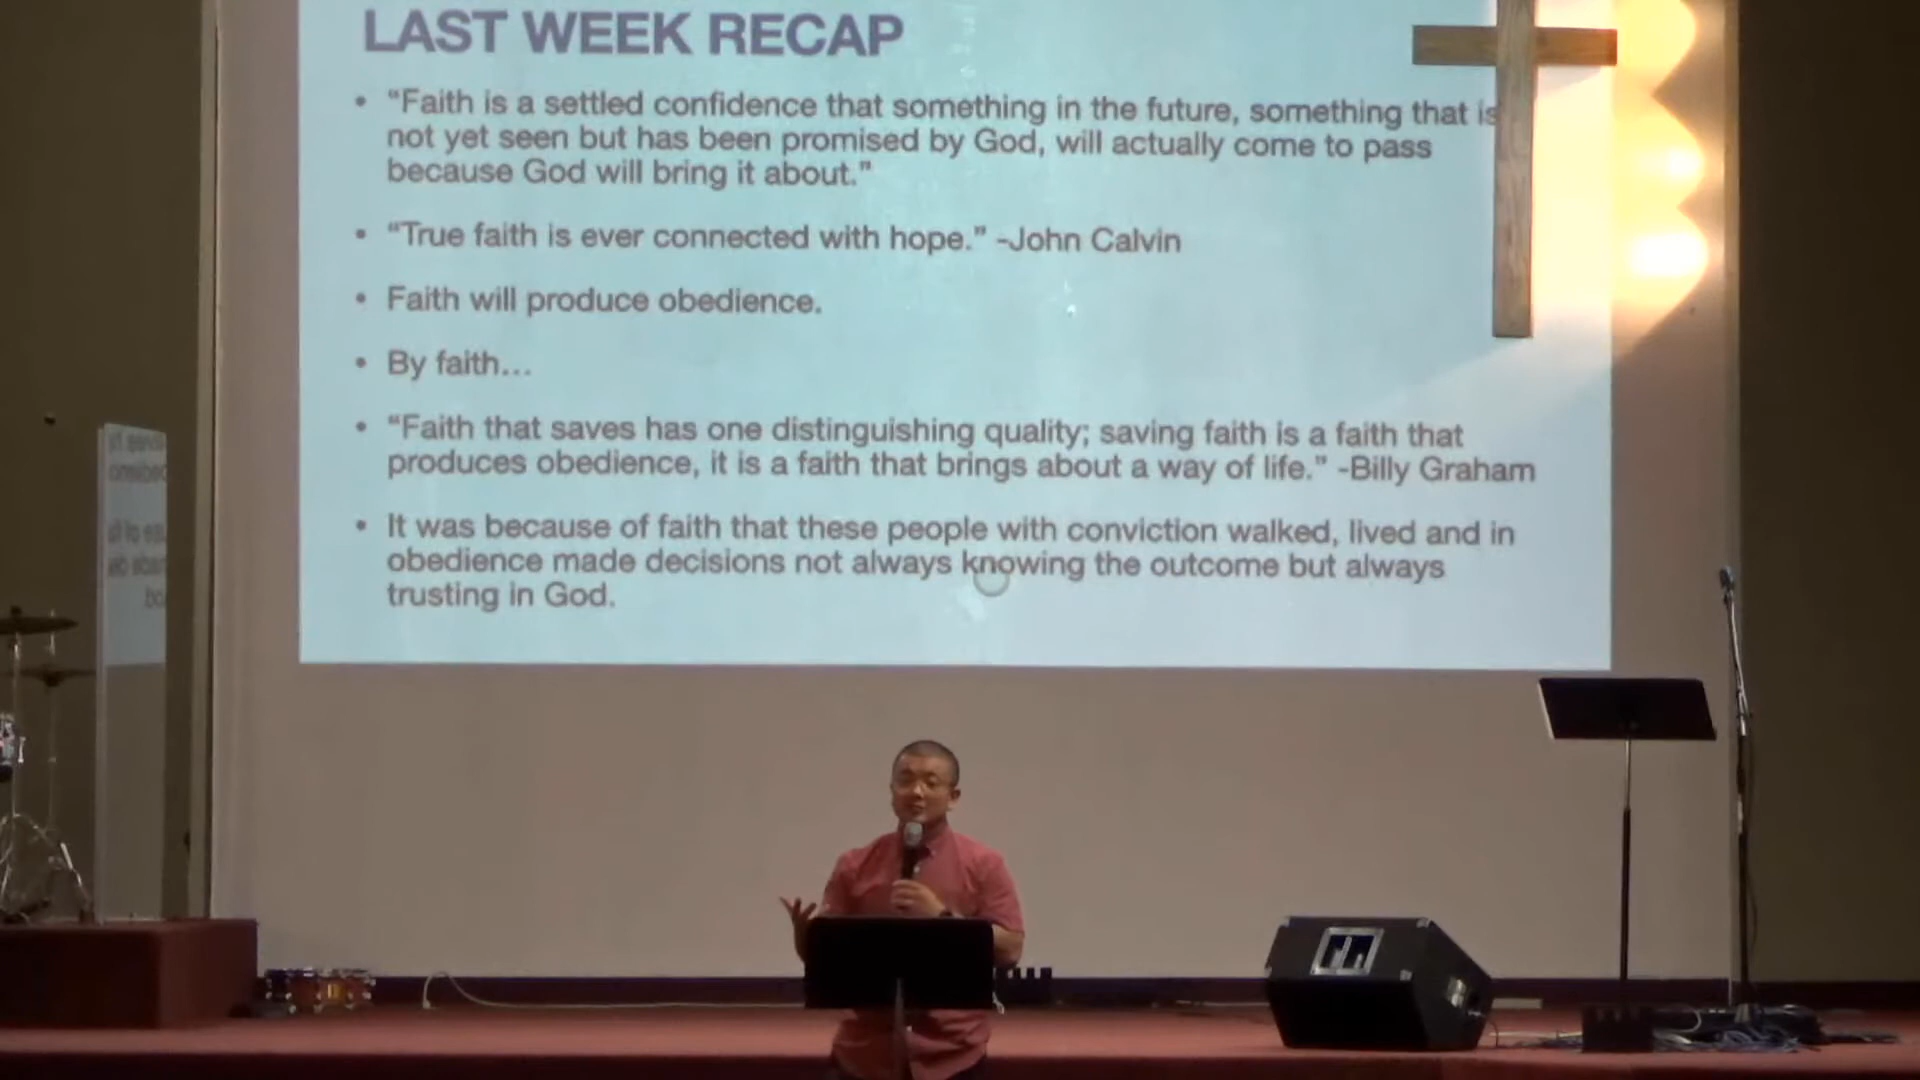 LAST WEEK RECAP
• “Faith is a settled confidence that something in the future, something that is
not yet seen but has been promised by God, will actually come to pass
because God will bring it about.”
• “True faith is ever connected with hope.” -John Calvin
• Faith will produce obedience.
• By faith...
• “Faith that saves has one distinguishing quality; saving faith is a faith that
produces obedience, it is a faith that brings about a way of life.” -Billy Graham
• It was because of faith that these people with conviction walked, lived and in
obedience made decisions not always knowing the outcome but always
trusting in God.